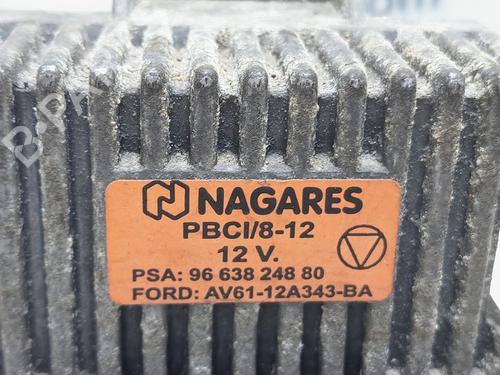 NAGARES
PBCI/8-12
12 V.
PSA: 96 638 248 80
FORD: AV61-12A343-BA